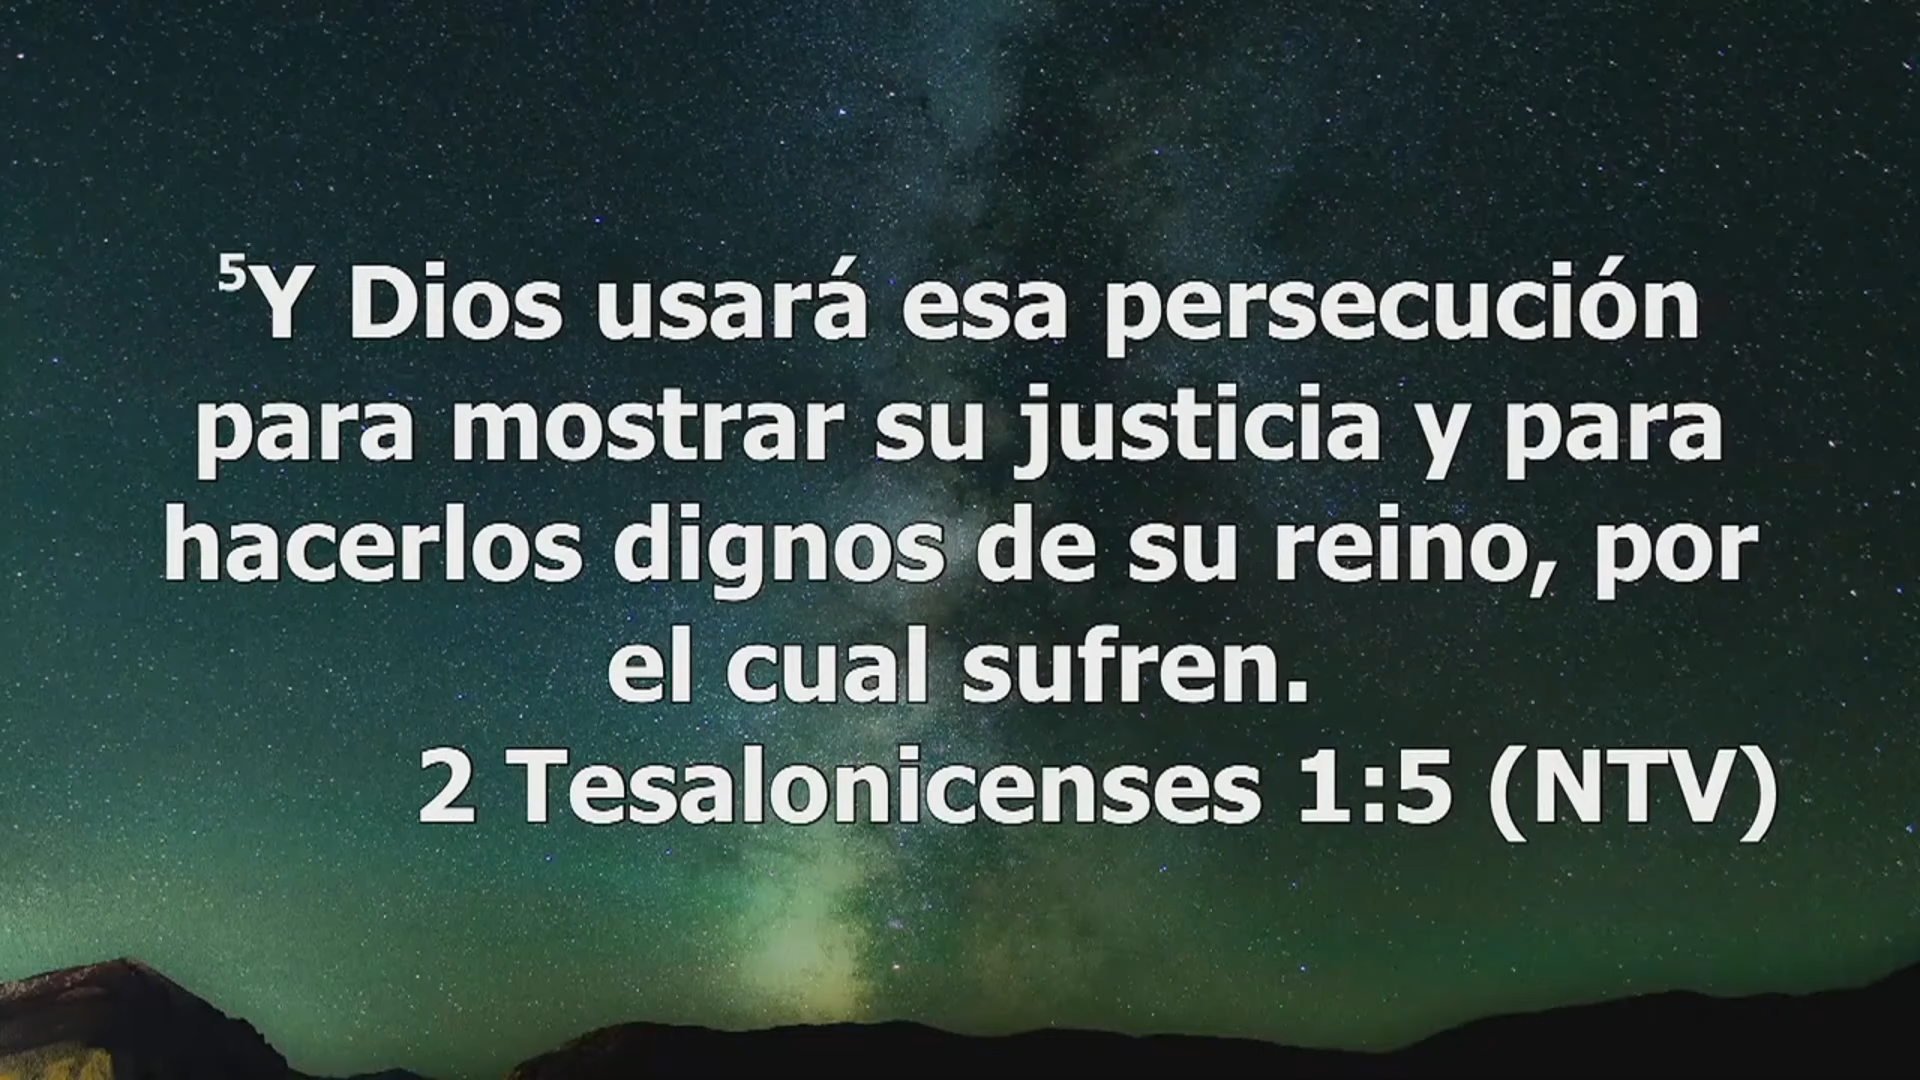 ⁵Y Dios usará esa persecución
para mostrar su justicia y para
hacerlos dignos de su reino, por
el cual sufren.
2 Tesalonicenses 1:5 (NTV)